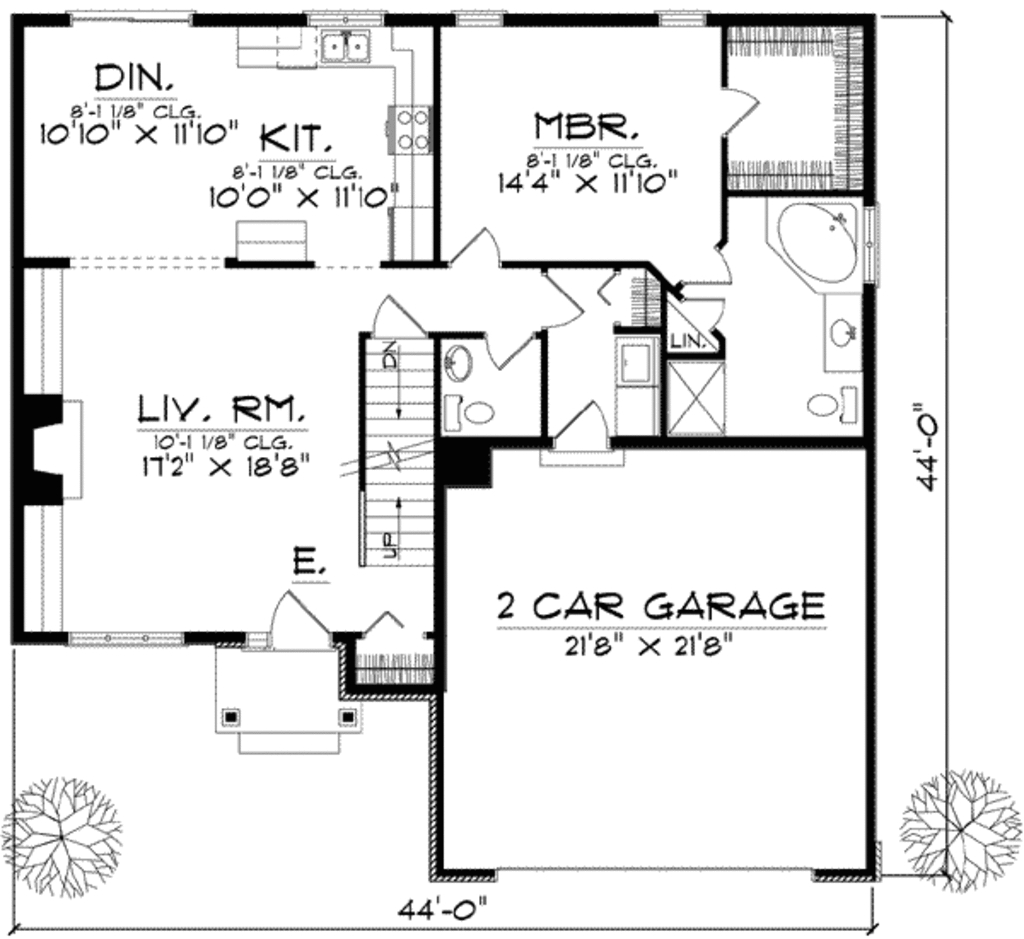 DIN.
8'-1 1/8" CLG.
10'10" X 11'10"
KIT.
8'-1 1/8" CLG.
10'0" X 11'10"
MBR.
8'-1 1/8" CLG.
14'4" X 11'10"
LIN.
DN
LIV. RM.
10'-1 1/8" CLG.
17'2" X 18'8"
44'-0"
UP
E.
2 CAR GARAGE
21'8" X 21'8"
44'-0"